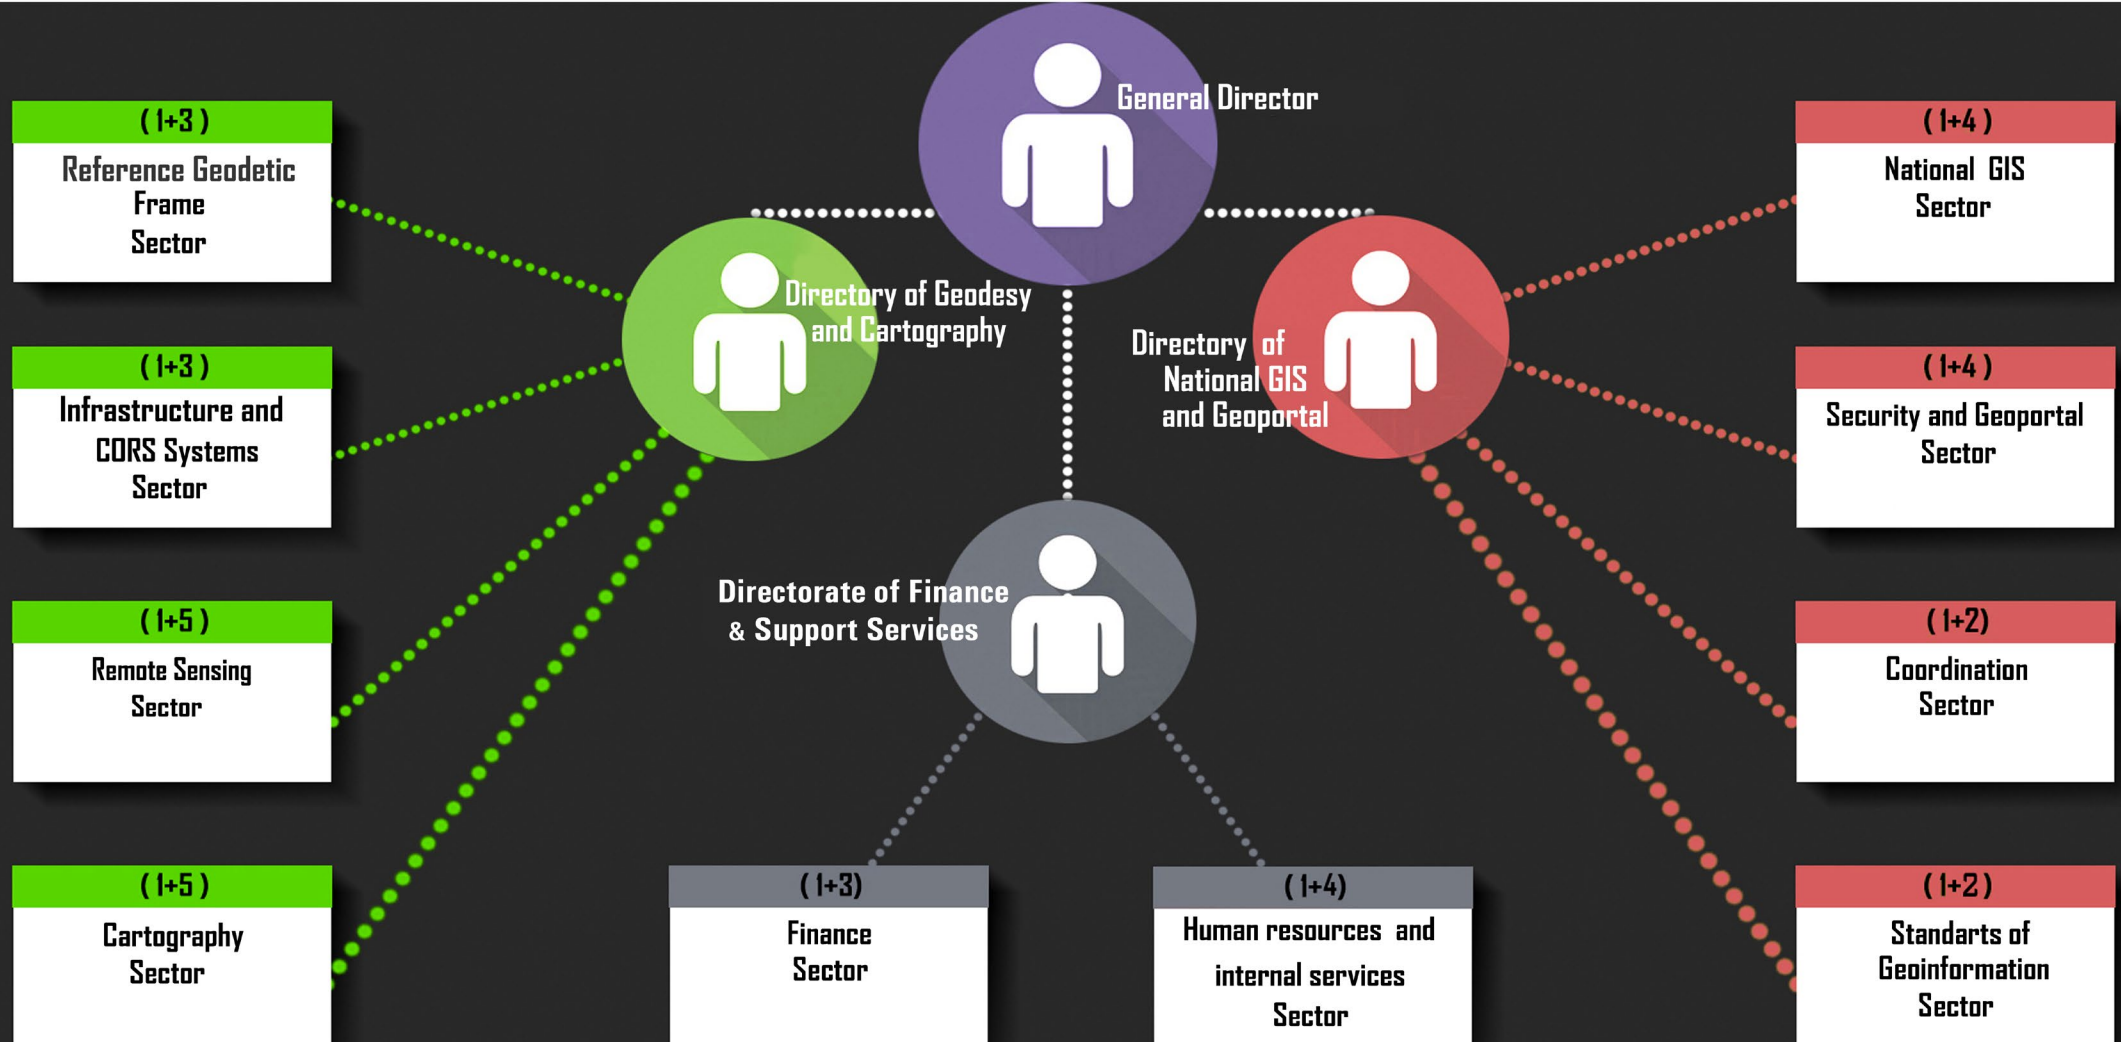 General Director
( 1+3 )
Reference Geodetic
Frame
Sector
( 1+3 )
Infrastructure and
CORS Systems
Sector
( 1+5 )
Remote Sensing
Sector
( 1+5 )
Cartography
Sector
Directory of Geodesy
and Cartography
Directory of
National GIS
and Geoportal
Directorate of Finance
& Support Services
( 1+3)
Finance
Sector
( 1+4)
Human resources and
internal services
Sector
( 1+4 )
National GIS
Sector
( 1+4 )
Security and Geoportal
Sector
( 1+2)
Coordination
Sector
( 1+2 )
Standarts of
Geoinformation
Sector